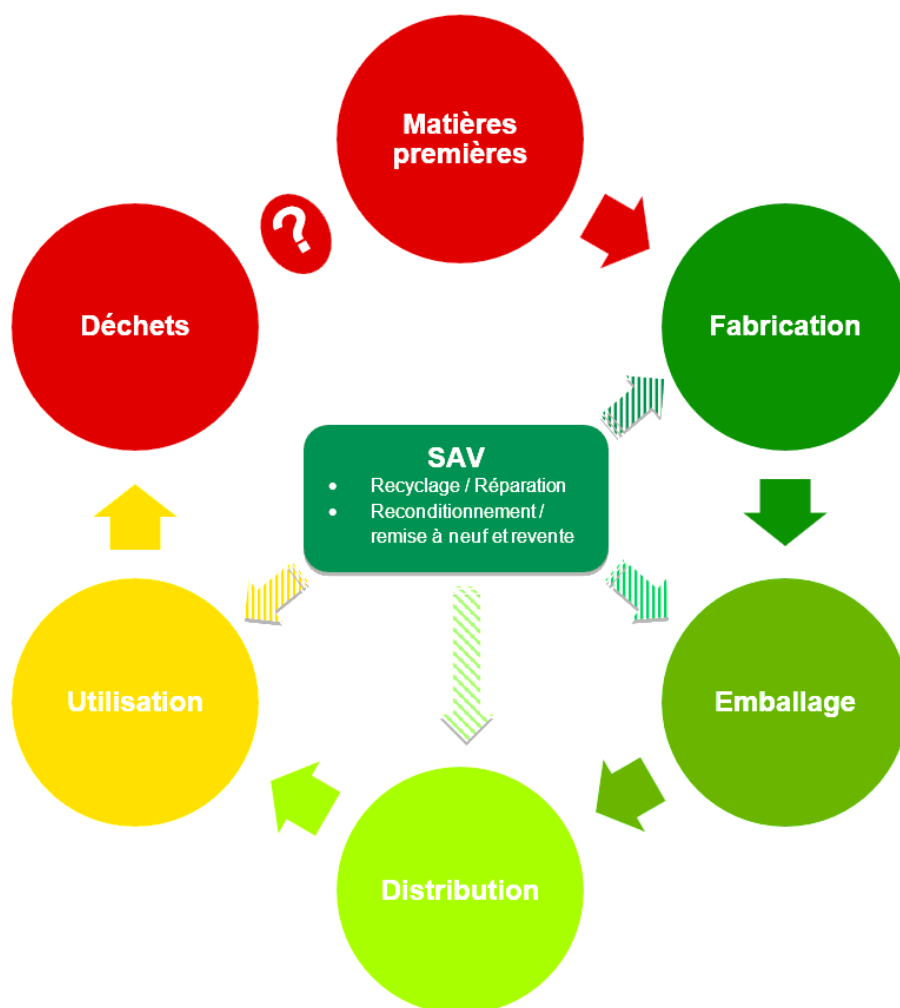 Matières
premières
?
Déchets
Fabrication
SAV
• Recyclage / Réparation
• Reconditionnement /
remise à neuf et revente
Utilisation
Emballage
Distribution